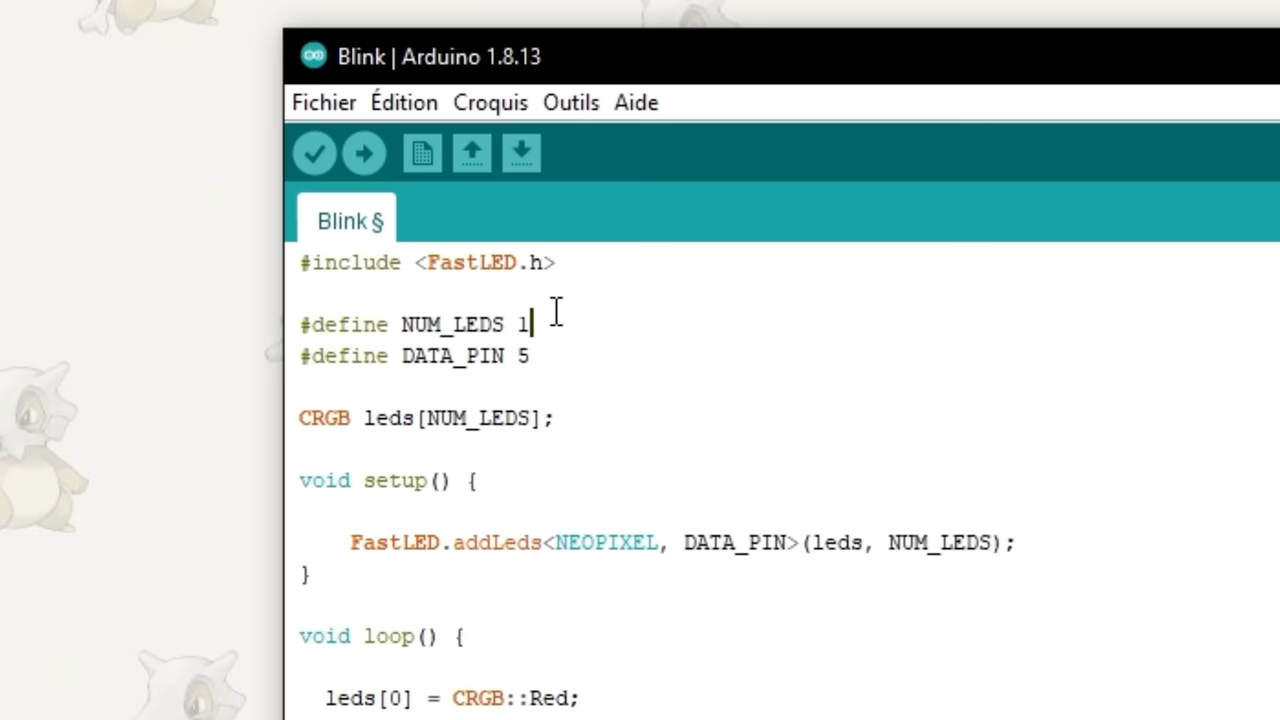 Blink | Arduino 1.8.13
Fichier Édition Croquis Outils Aide
Blink §
#include <FastLED.h>
#define NUM_LEDS 1
#define DATA_PIN 5
CRGB leds[NUM_LEDS];
void setup() {
FastLED.addLeds<NEOPIXEL, DATA_PIN>(leds, NUM_LEDS);
}
void loop() {
leds[0] = CRGB::Red;